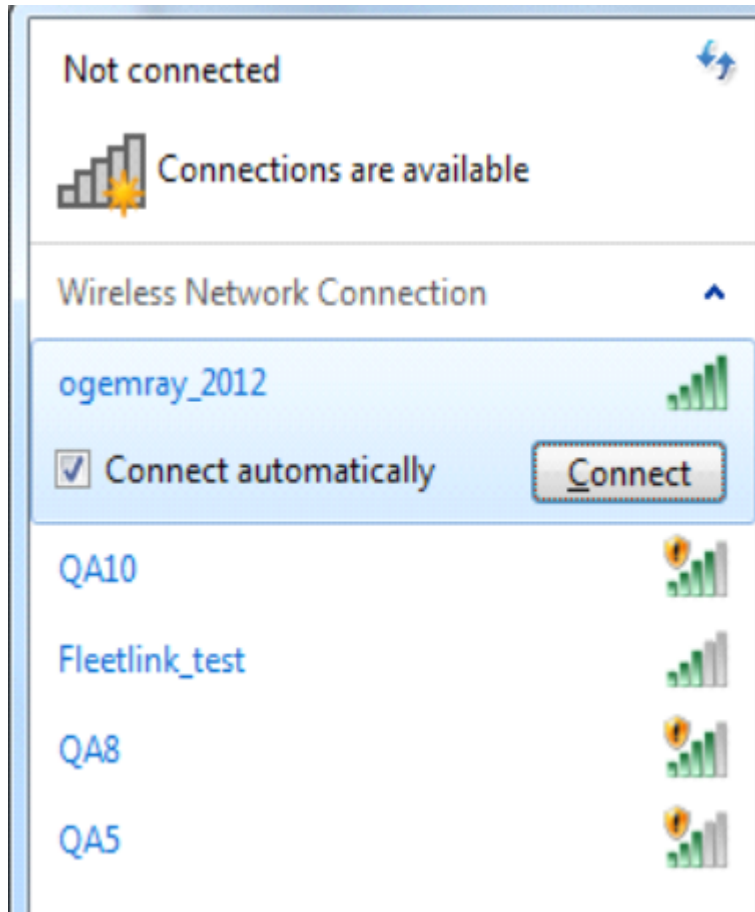 Not connected
Connections are available
Wireless Network Connection
ogemray_2012
Connect automatically
Connect
QA10
Fleetlink_test
QA8
QA5